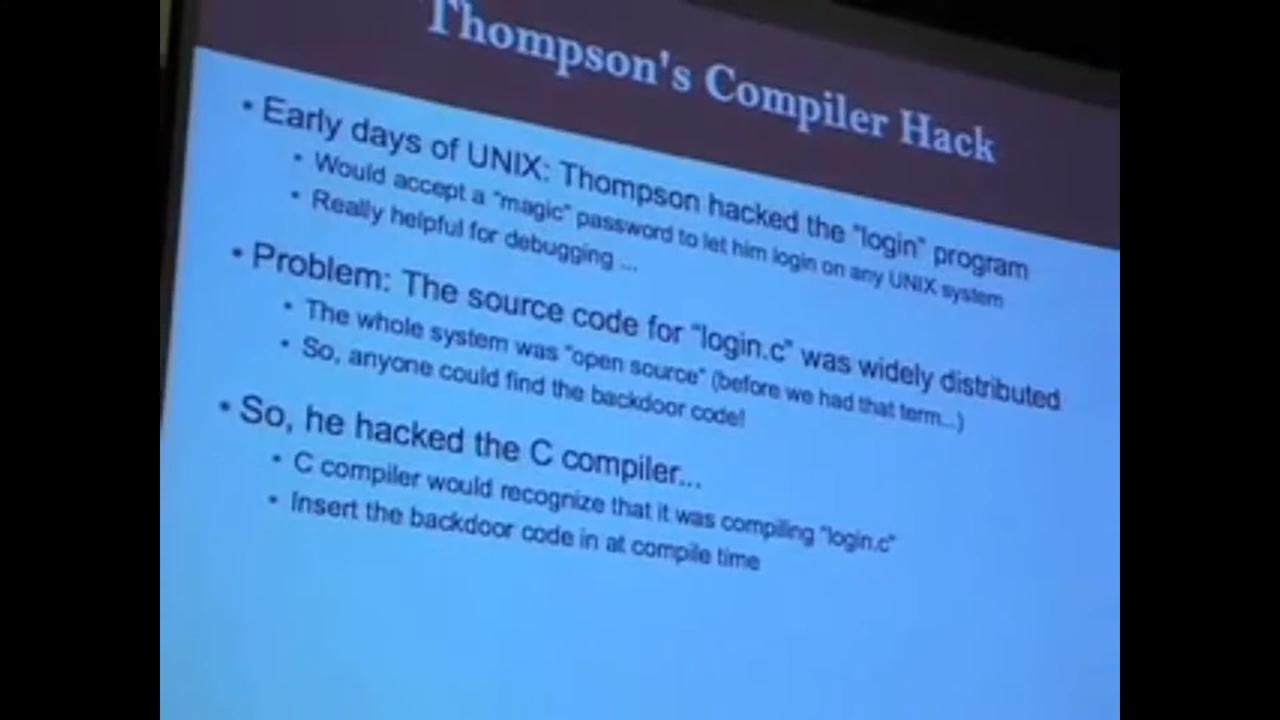 Thompson's Compiler Hack
• Early days of UNIX: Thompson hacked the "login" program
• Would accept a "magic" password to let him login on any UNIX system
• Really helpful for debugging ...
• Problem: The source code for "login.c" was widely distributed
• The whole system was "open source" (before we had that term...)
• So, anyone could find the backdoor code!
• So, he hacked the C compiler...
• C compiler would recognize that it was compiling "login.c"
• Insert the backdoor code in at compile time